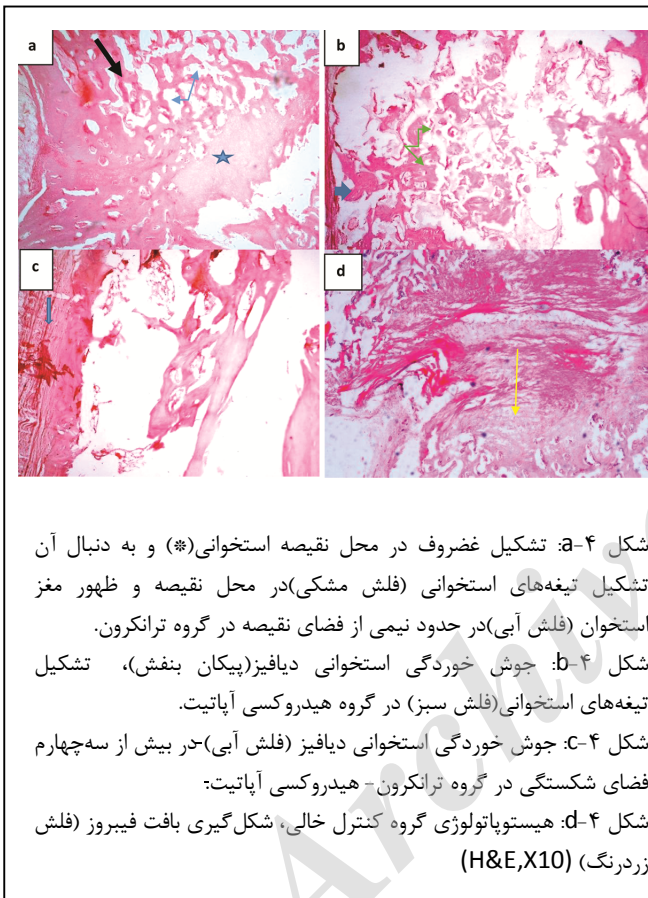 a
b
c
d
شکل ۴-a: تشکیل غضروف در محل نقیصه استخوانی(*) و به دنبال آن
تشکیل تیغه‌های استخوانی (فلش مشکی)در محل نقیصه و ظهور مغز
استخوان (فلش آبی)در حدود نیمی از فضای نقیصه در گروه ترانکرون.
شکل ۴-b: جوش خوردگی استخوانی دیافیز(پیکان بنفش)، تشکیل
تیغه‌های استخوانی(فلش سبز) در گروه هیدروکسی آپاتیت.
شکل ۴-c: جوش خوردگی استخوانی دیافیز (فلش آبی)-در بیش از سه‌چهارم
فضای شکستگی در گروه ترانکرون- هیدروکسی آپاتیت-
شکل ۴-d: هیستوپاتولوژی گروه کنترل خالی، شکل‌گیری بافت فیبروز (فلش
زردرنگ) (H&E,X10)
Archive